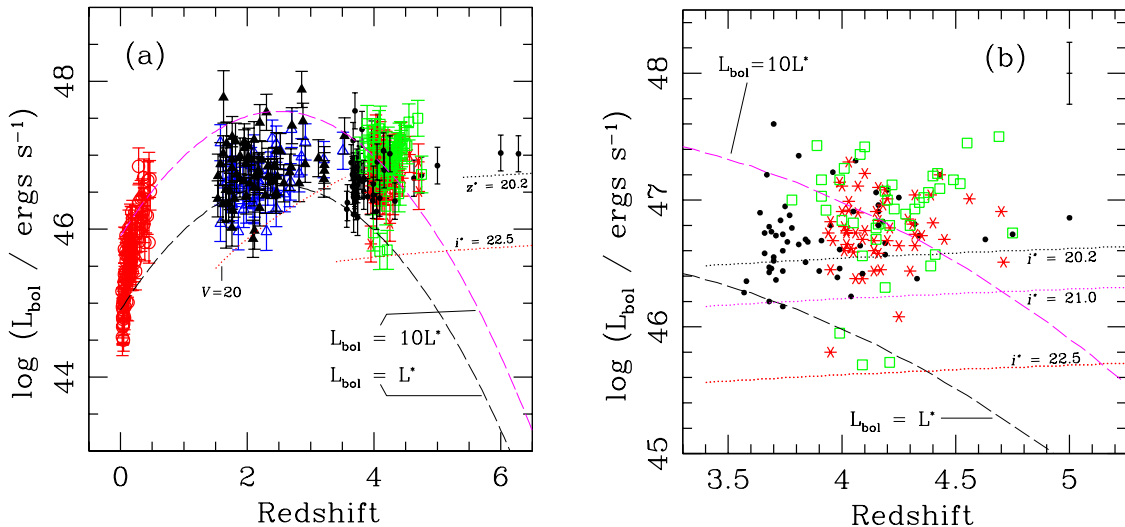 (a)
log (L_bol / ergs s⁻¹)
48
46
44
z* = 20.2
i* = 22.5
V=20
L_bol = 10L*
L_bol = L*
0
2
4
6
Redshift
(b)
log (L_bol / ergs s⁻¹)
48
47
46
45
L_bol=10L*
i* = 20.2
i* = 21.0
i* = 22.5
L_bol = L*
3.5
4
4.5
5
Redshift